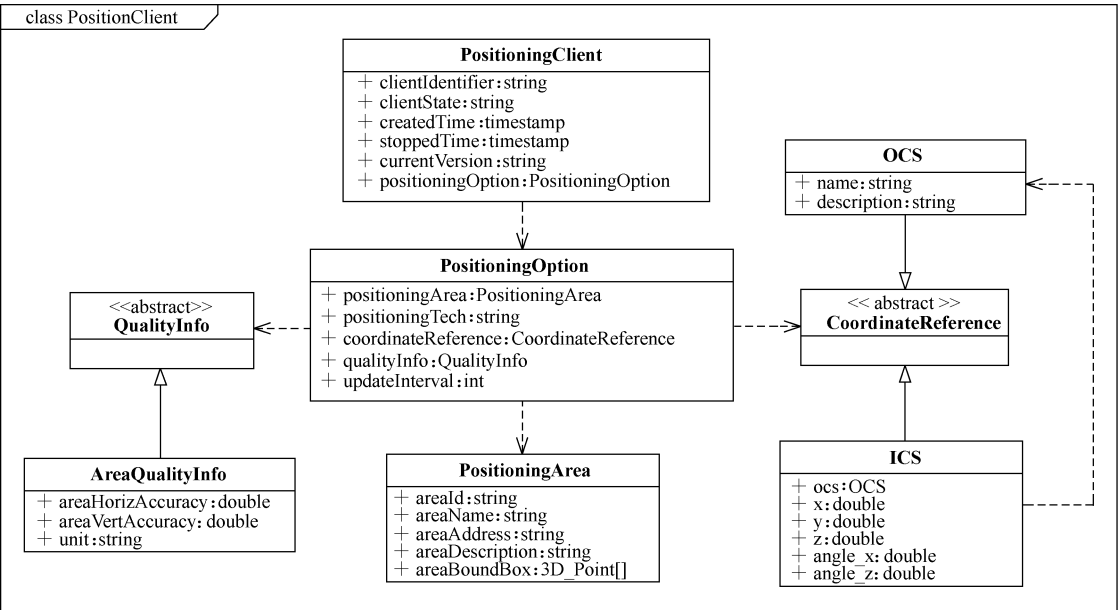 class PositionClient
PositioningClient
+ clientIdentifier:string
+ clientState:string
+ createdTime:timestamp
+ stoppedTime:timestamp
+ currentVersion:string
+ positioningOption:PositioningOption
OCS
+ name:string
+ description:string
PositioningOption
+ positioningArea:PositioningArea
+ positioningTech:string
+ coordinateReference:CoordinateReference
+ qualityInfo:QualityInfo
+ updateInterval:int
<<abstract>>
QualityInfo
<< abstract >>
CoordinateReference
AreaQualityInfo
+ areaHorizAccuracy:double
+ areaVertAccuracy:double
+ unit:string
PositioningArea
+ areaId:string
+ areaName:string
+ areaAddress:string
+ areaDescription:string
+ areaBoundBox:3D_Point[]
ICS
+ ocs:OCS
+ x:double
+ y:double
+ z:double
+ angle_x:double
+ angle_z:double